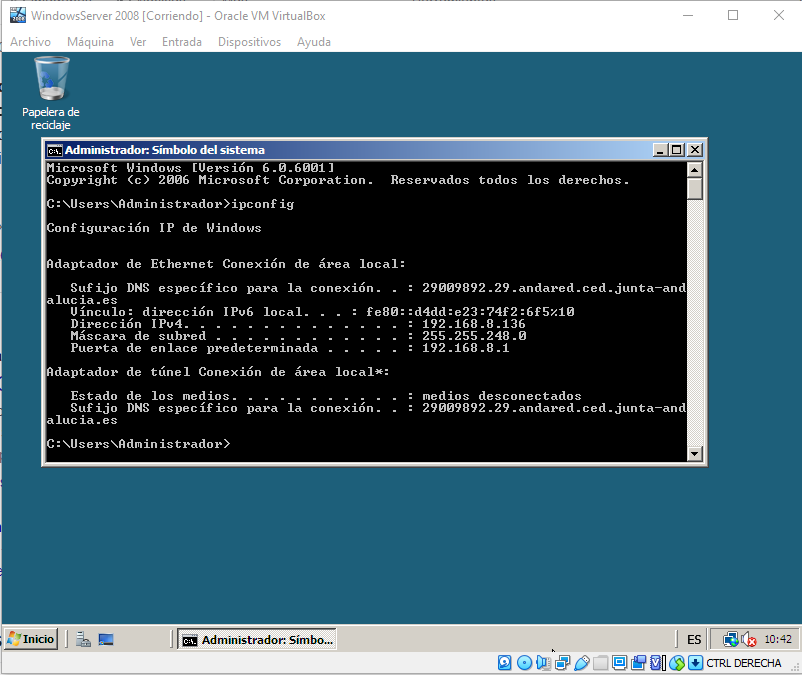 WindowsServer 2008 [Corriendo] - Oracle VM VirtualBox
Archivo Máquina Ver Entrada Dispositivos Ayuda
Papelera de
reciclaje
Administrador: Símbolo del sistema
Microsoft Windows [Versión 6.0.6001]
Copyright (c) 2006 Microsoft Corporation. Reservados todos los derechos.
C:\Users\Administrador>ipconfig
Configuración IP de Windows
Adaptador de Ethernet Conexión de área local:
Sufijo DNS específico para la conexión. . : 29009892.29.andared.ced.junta-and
alucia.es
Vínculo: dirección IPv6 local. . . : fe80::d4dd:e23:74f2:6f5%10
Dirección IPv4. . . . . . . . . . . . . . : 192.168.8.136
Máscara de subred . . . . . . . . . . . . : 255.255.248.0
Puerta de enlace predeterminada . . . . . : 192.168.8.1
Adaptador de túnel Conexión de área local*:
Estado de los medios. . . . . . . . . . . : medios desconectados
Sufijo DNS específico para la conexión. . : 29009892.29.andared.ced.junta-and
alucia.es
C:\Users\Administrador>
Inicio
Administrador: Símbo...
ES
10:42
CTRL DERECHA